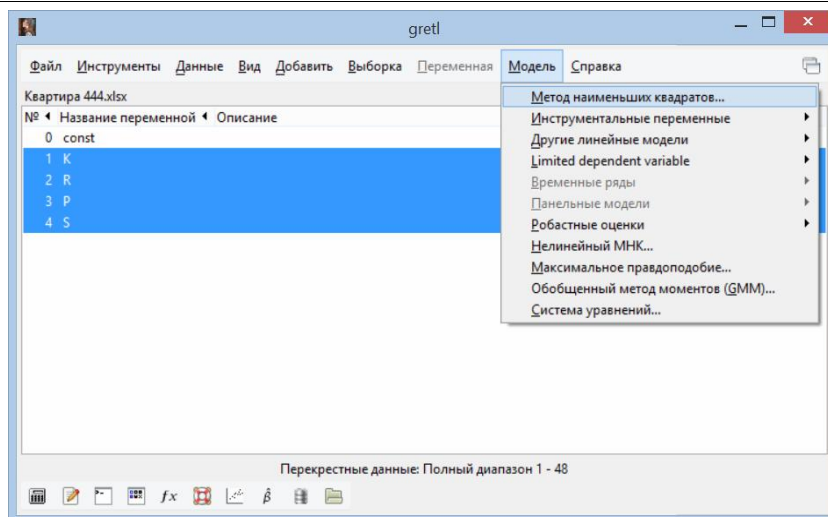 gretl
Файл Инструменты Данные Вид Добавить Выборка Переменная Модель Справка
Квартира 444.xlsx
№ Название переменной Описание
0 const
1 K
2 R
3 P
4 S
Метод наименьших квадратов...
Инструментальные переменные
Другие линейные модели
Limited dependent variable
Временные ряды
Панельные модели
Робастные оценки
Нелинейный МНК...
Максимальное правдоподобие...
Обобщенный метод моментов (GMM)...
Система уравнений...
Перекрестные данные: Полный диапазон 1 - 48
fx β̂